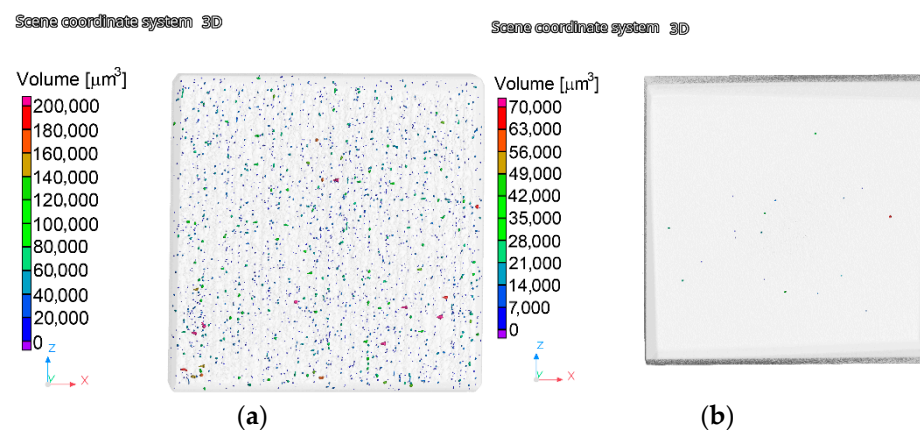 Scene coordinate system 3D
Volume [μm³]
200,000
180,000
160,000
140,000
120,000
100,000
80,000
60,000
40,000
20,000
0
z
y
x
(a)
Scene coordinate system 3D
Volume [μm³]
70,000
63,000
56,000
49,000
42,000
35,000
28,000
21,000
14,000
7,000
0
z
y
x
(b)